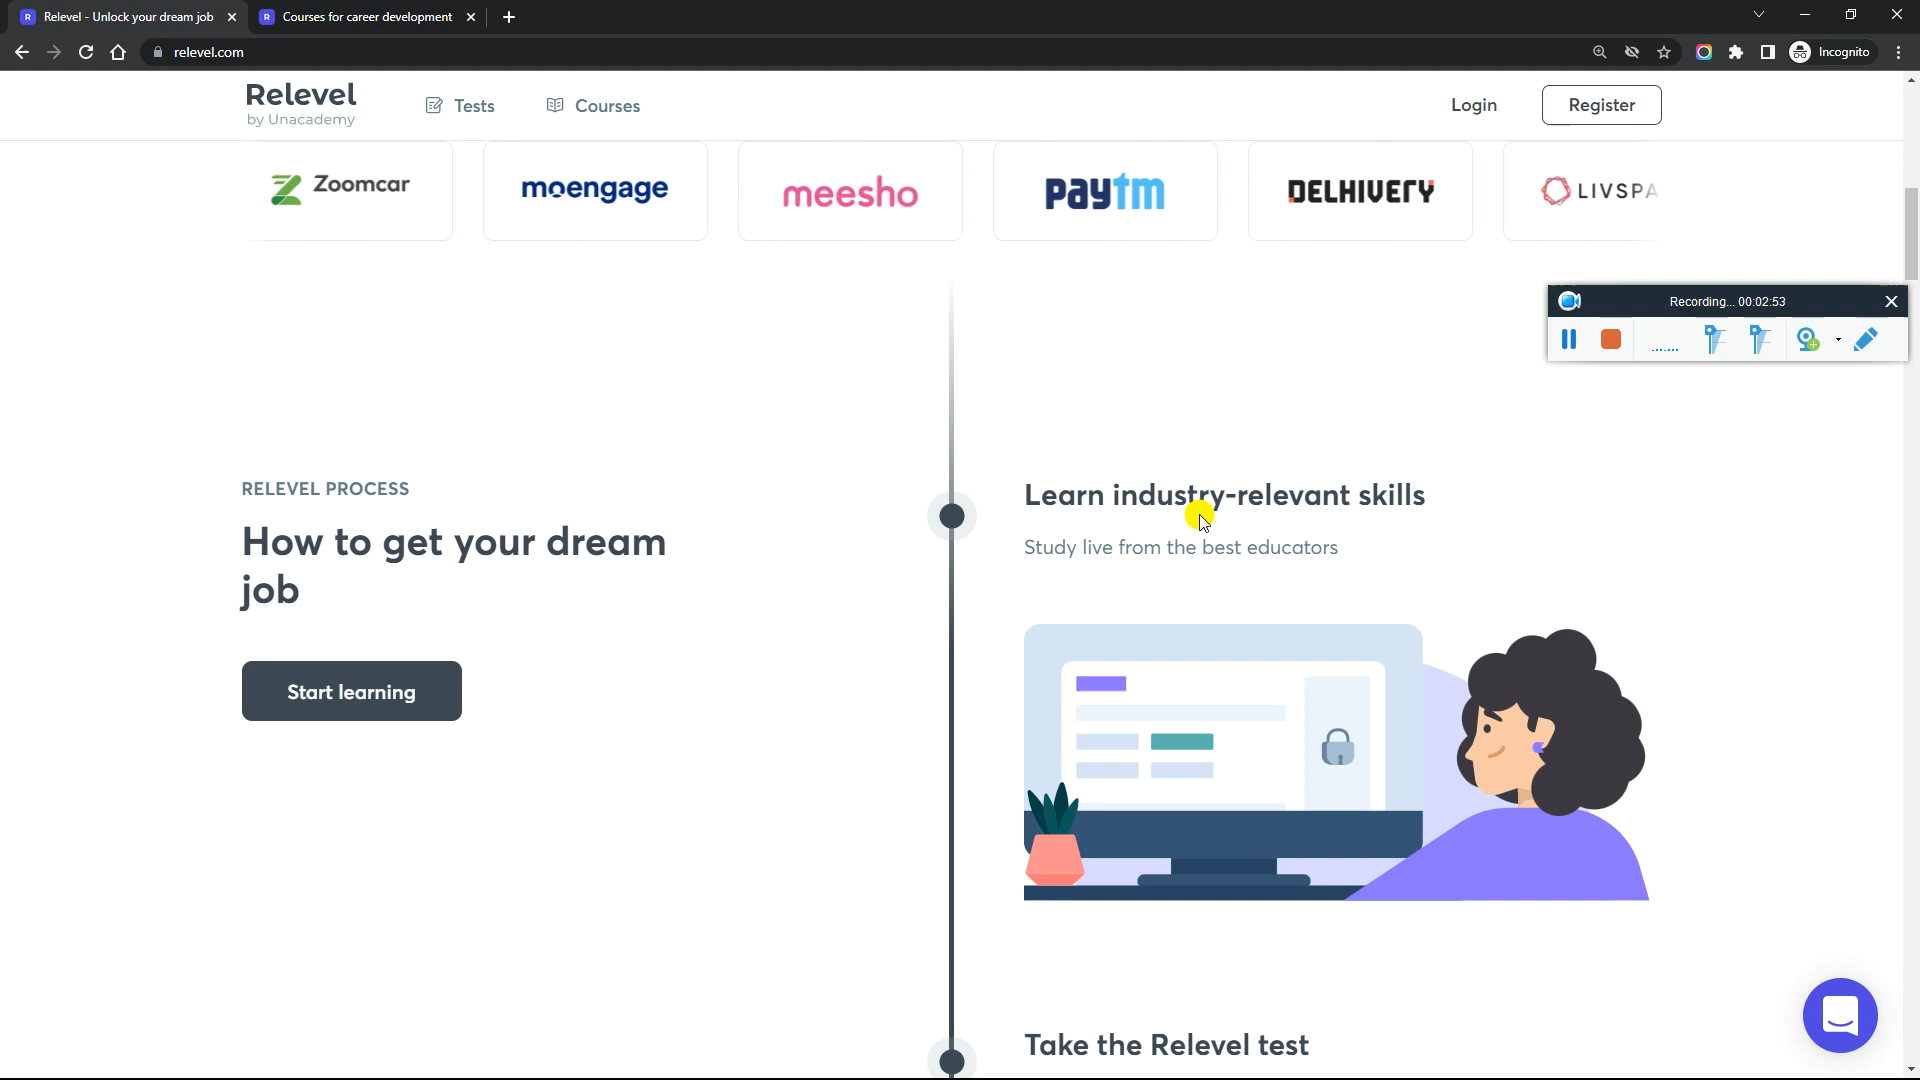 Relevel - Unlock your dream job
Courses for career development
relevel.com
Incognito
Relevel
by Unacademy
Tests
Courses
Login
Register
Zoomcar
moengage
meesho
paytm
DELHIVERY
LIVSPA
Recording... 00:02:53
RELEVEL PROCESS
How to get your dream
job
Start learning
Learn industry-relevant skills
Study live from the best educators
Take the Relevel test